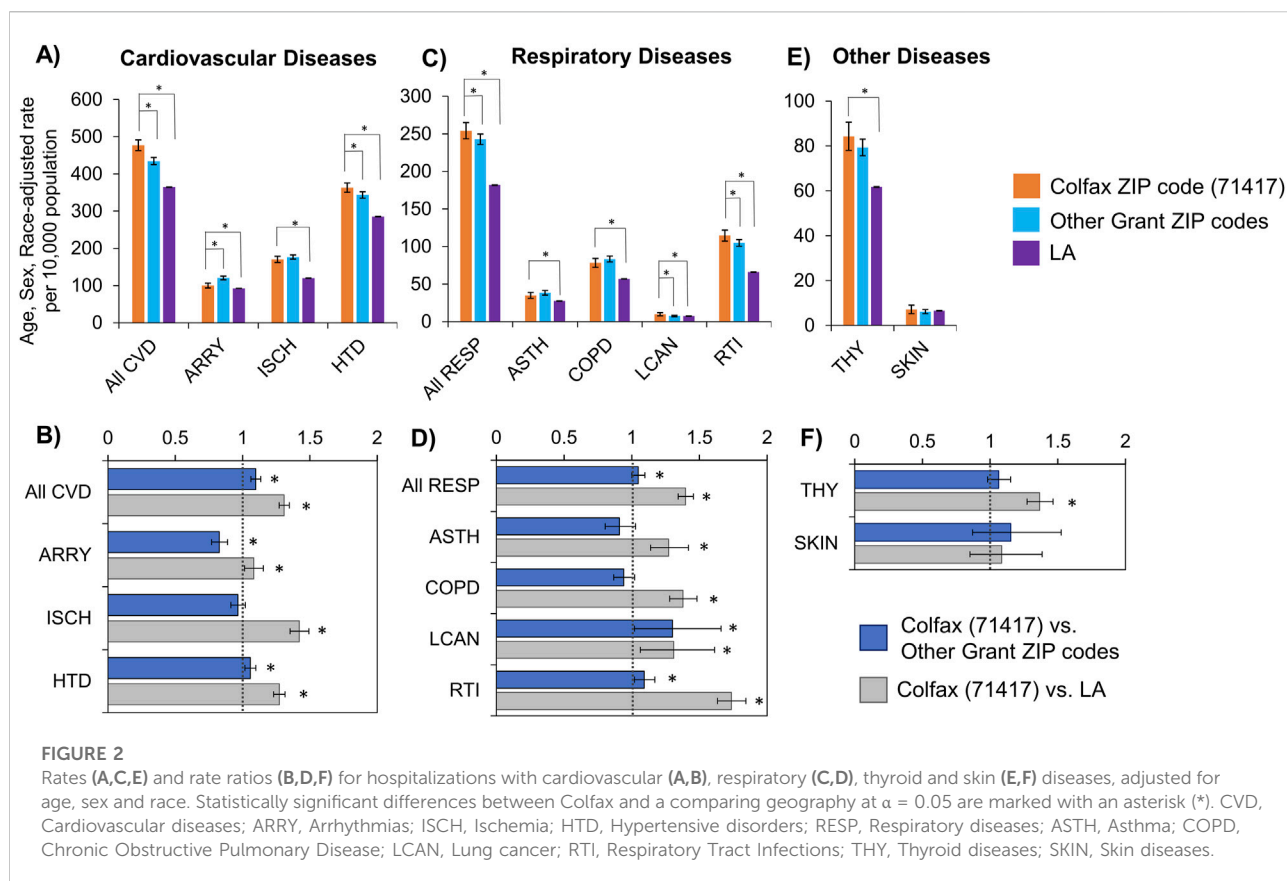 A) Cardiovascular Diseases
Age, Sex, Race-adjusted rate
per 10,000 population
600
500
400
300
200
100
0
* * * * * * *
All CVD ARRY ISCH HTD
C) Respiratory Diseases
300
250
200
150
100
50
0
* * * * * * * *
All RESP ASTH COPD LCAN RTI
E) Other Diseases
100
80
60
40
20
0
*
THY SKIN
Colfax ZIP code (71417)
Other Grant ZIP codes
LA
B)
0 0.5 1 1.5 2
All CVD * *
ARRY * *
ISCH *
HTD * *
D)
0 0.5 1 1.5 2
All RESP * *
ASTH *
COPD *
LCAN * *
RTI * *
F)
0 0.5 1 1.5 2
THY *
SKIN
Colfax (71417) vs.
Other Grant ZIP codes
Colfax (71417) vs. LA
FIGURE 2
Rates (A,C,E) and rate ratios (B,D,F) for hospitalizations with cardiovascular (A,B), respiratory (C,D), thyroid and skin (E,F) diseases, adjusted for
age, sex and race. Statistically significant differences between Colfax and a comparing geography at α = 0.05 are marked with an asterisk (*). CVD,
Cardiovascular diseases; ARRY, Arrhythmias; ISCH, Ischemia; HTD, Hypertensive disorders; RESP, Respiratory diseases; ASTH, Asthma; COPD,
Chronic Obstructive Pulmonary Disease; LCAN, Lung cancer; RTI, Respiratory Tract Infections; THY, Thyroid diseases; SKIN, Skin diseases.